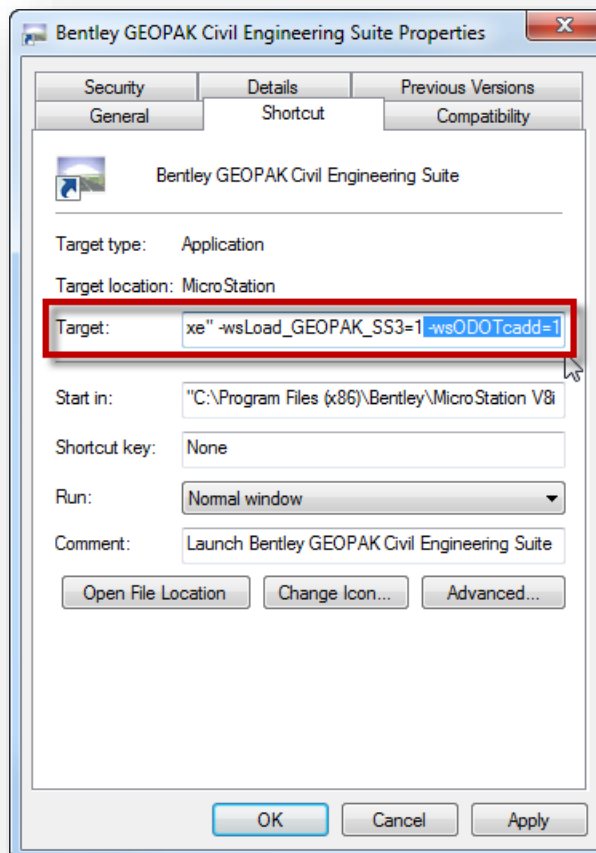 Bentley GEOPAK Civil Engineering Suite Properties
Security Details Previous Versions
General Shortcut Compatibility
Bentley GEOPAK Civil Engineering Suite
Target type: Application
Target location: MicroStation
Target: xe" -wsLoad_GEOPAK_SS3=1 -wsODOTcadd=1
Start in: "C:\Program Files (x86)\Bentley\MicroStation V8i
Shortcut key: None
Run: Normal window
Comment: Launch Bentley GEOPAK Civil Engineering Suite
Open File Location Change Icon... Advanced...
OK Cancel Apply